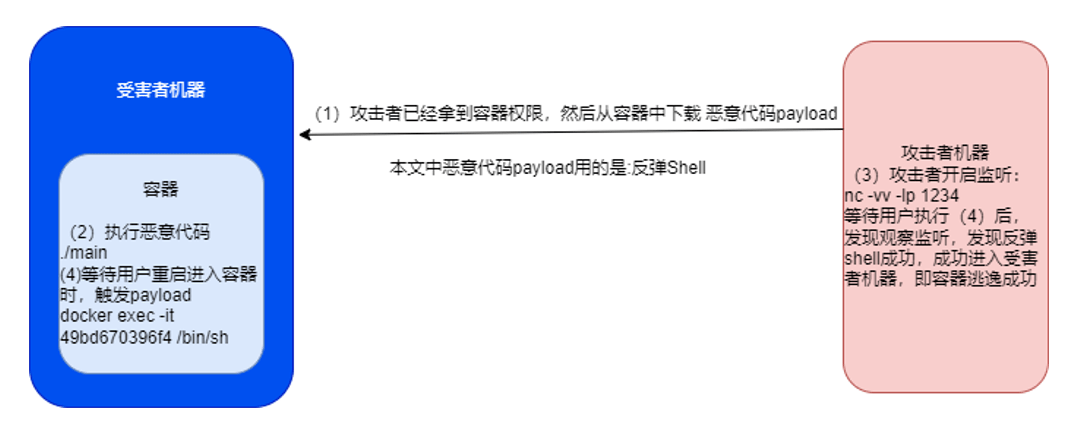 受害者机器
（1）攻击者已经拿到容器权限，然后从容器中下载 恶意代码payload
本文中恶意代码payload用的是:反弹Shell
容器
（2）执行恶意代码
./main
(4)等待用户重启进入容器
时，触发payload
docker exec -it
49bd670396f4 /bin/sh
攻击者机器
（3）攻击者开启监听：
nc -vv -lp 1234
等待用户执行（4）后，
发现观察监听，发现反弹
shell成功，成功进入受害
者机器，即容器逃逸成功